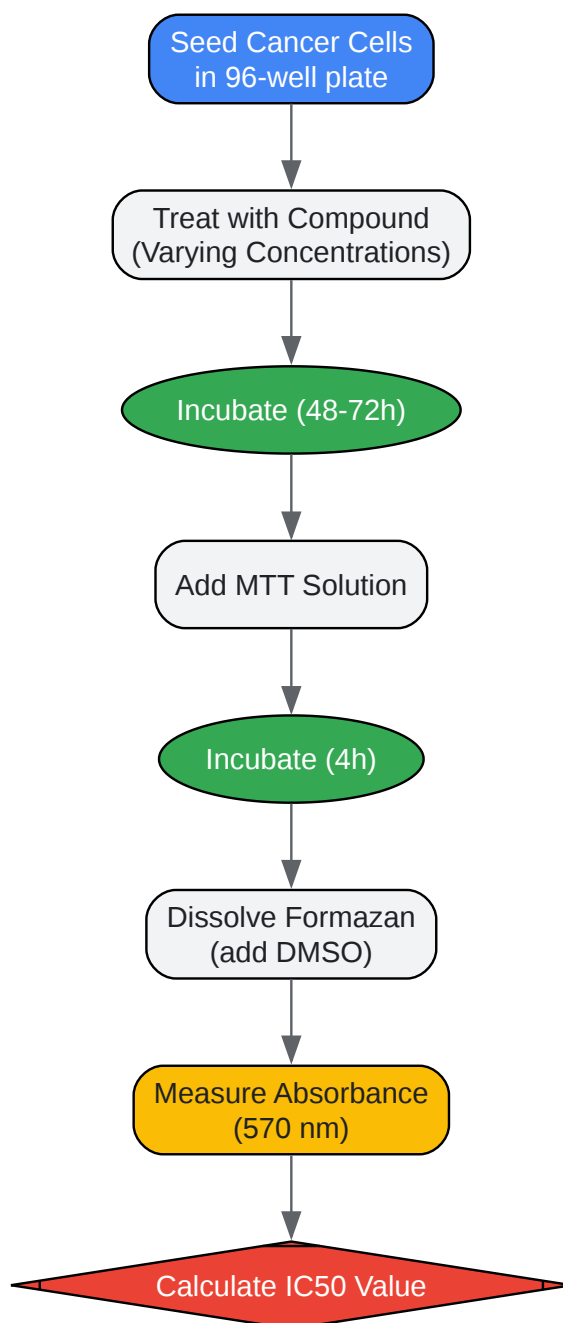 Seed Cancer Cells
in 96-well plate
Treat with Compound
(Varying Concentrations)
Incubate (48-72h)
Add MTT Solution
Incubate (4h)
Dissolve Formazan
(add DMSO)
Measure Absorbance
(570 nm)
Calculate IC50 Value